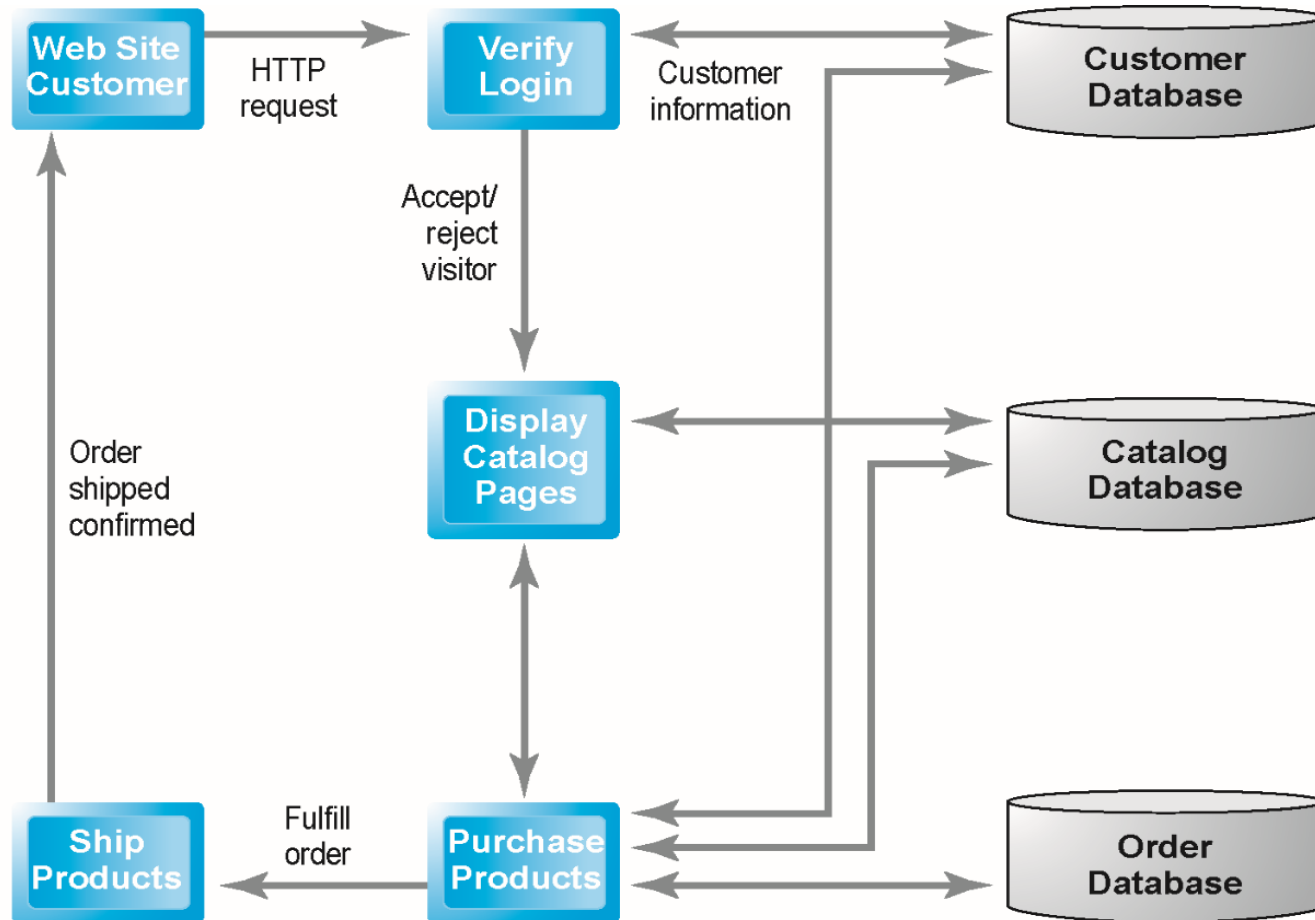 Web Site
Customer
HTTP
request
Verify
Login
Customer
information
Customer
Database
Accept/
reject
visitor
Display
Catalog
Pages
Catalog
Database
Order
shipped
confirmed
Ship
Products
Fulfill
order
Purchase
Products
Order
Database